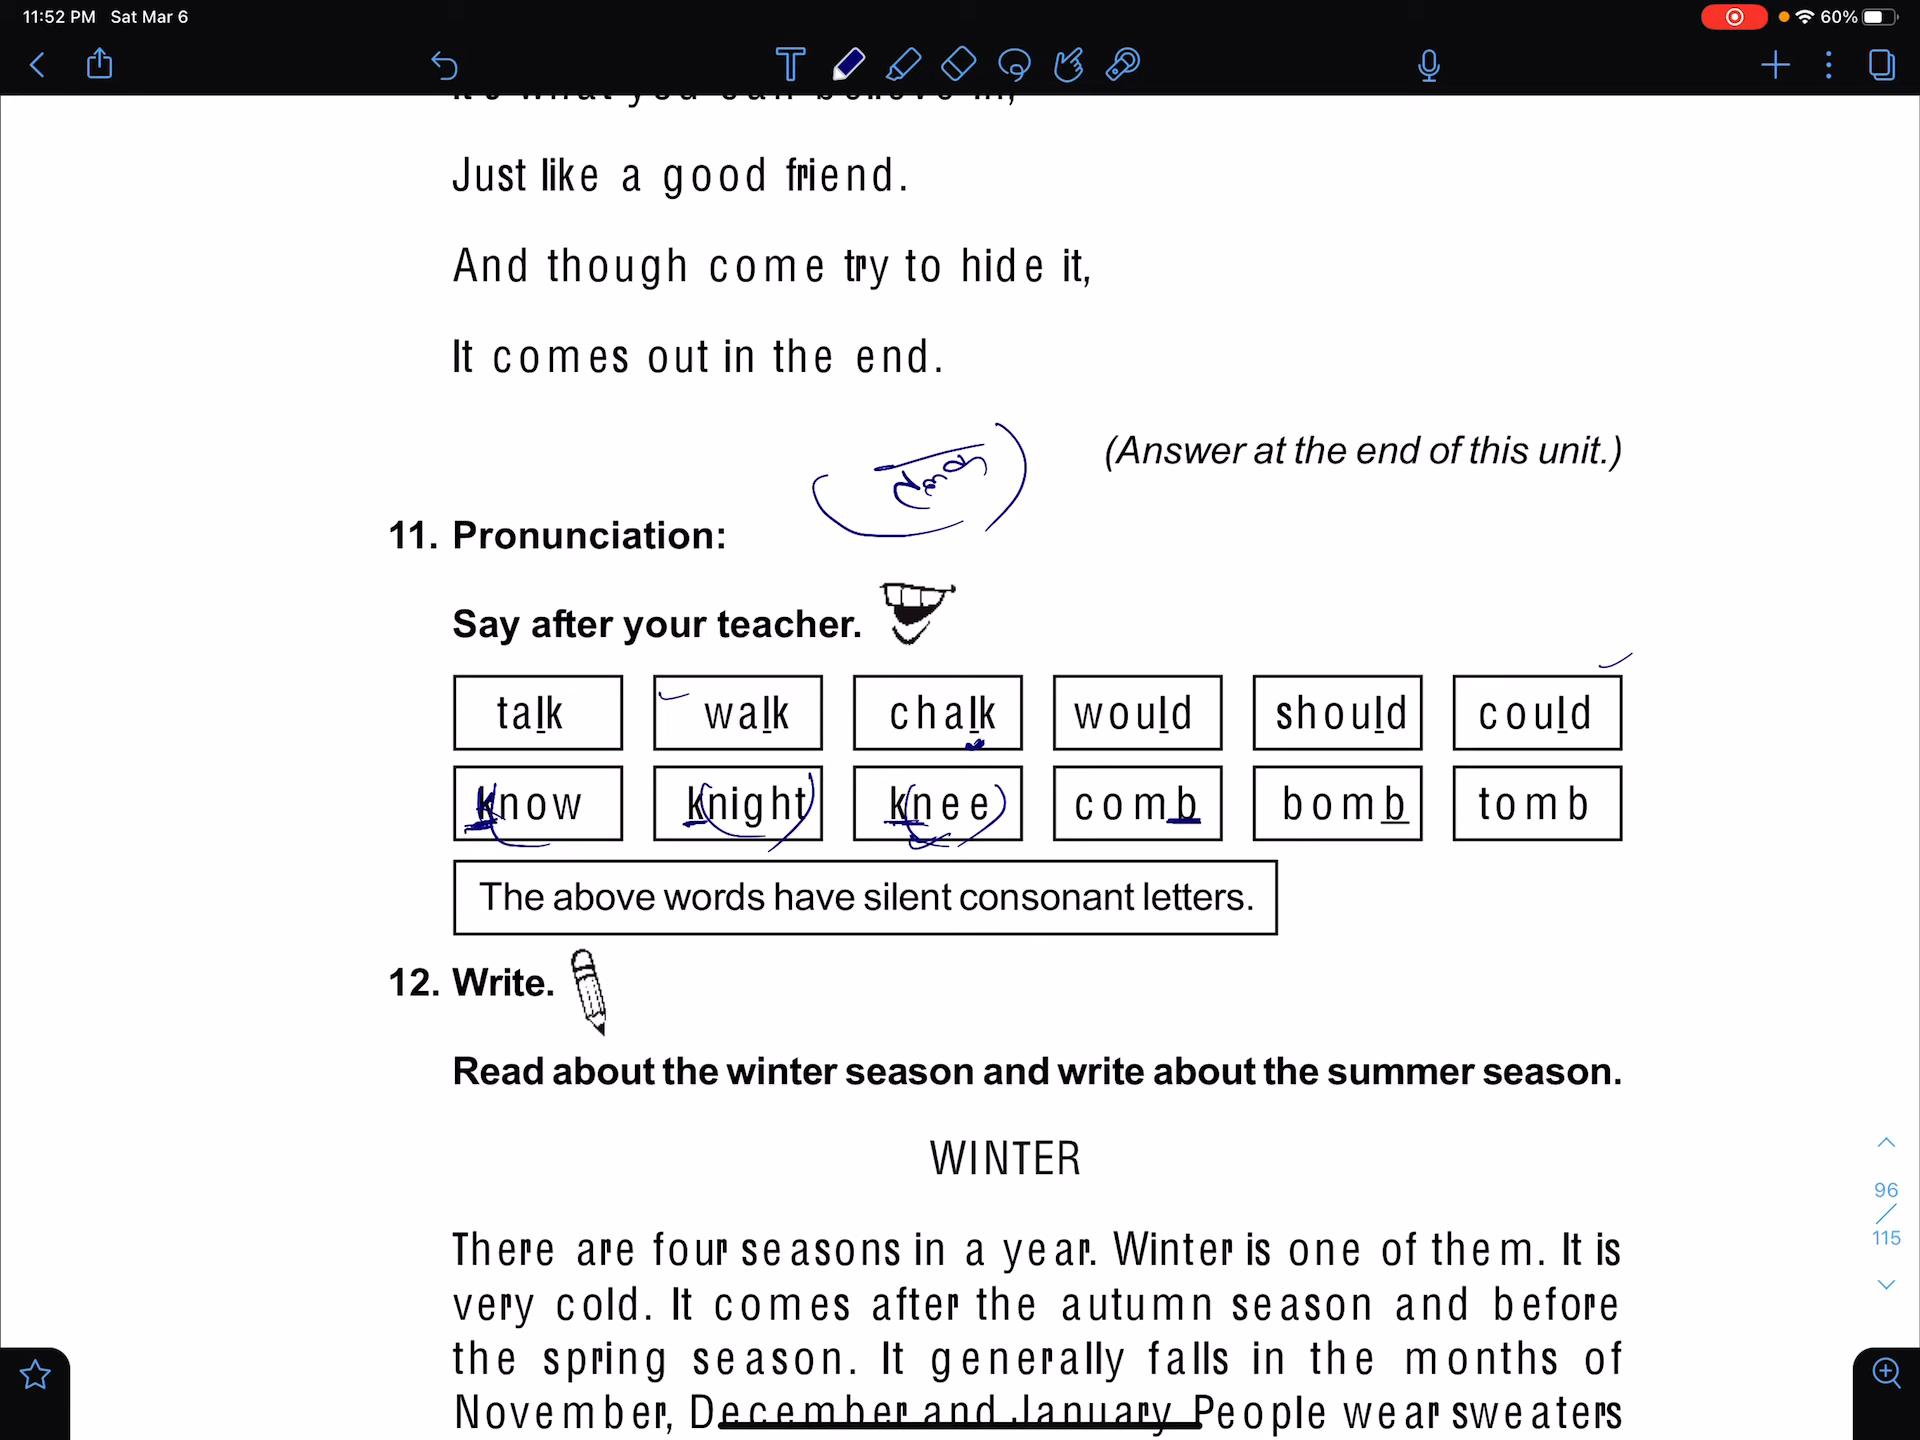 11:52 PM Sat Mar 6
60%
Just like a good friend.
And though come try to hide it,
It comes out in the end.
(Answer at the end of this unit.)
11. Pronunciation:
Say after your teacher.
talk walk chalk would should could
know knight knee comb bomb tomb
The above words have silent consonant letters.
12. Write.
Read about the winter season and write about the summer season.
WINTER
There are four seasons in a year. Winter is one of them. It is
very cold. It comes after the autumn season and before
the spring season. It generally falls in the months of
November, December and January People wear sweaters
96
/
115